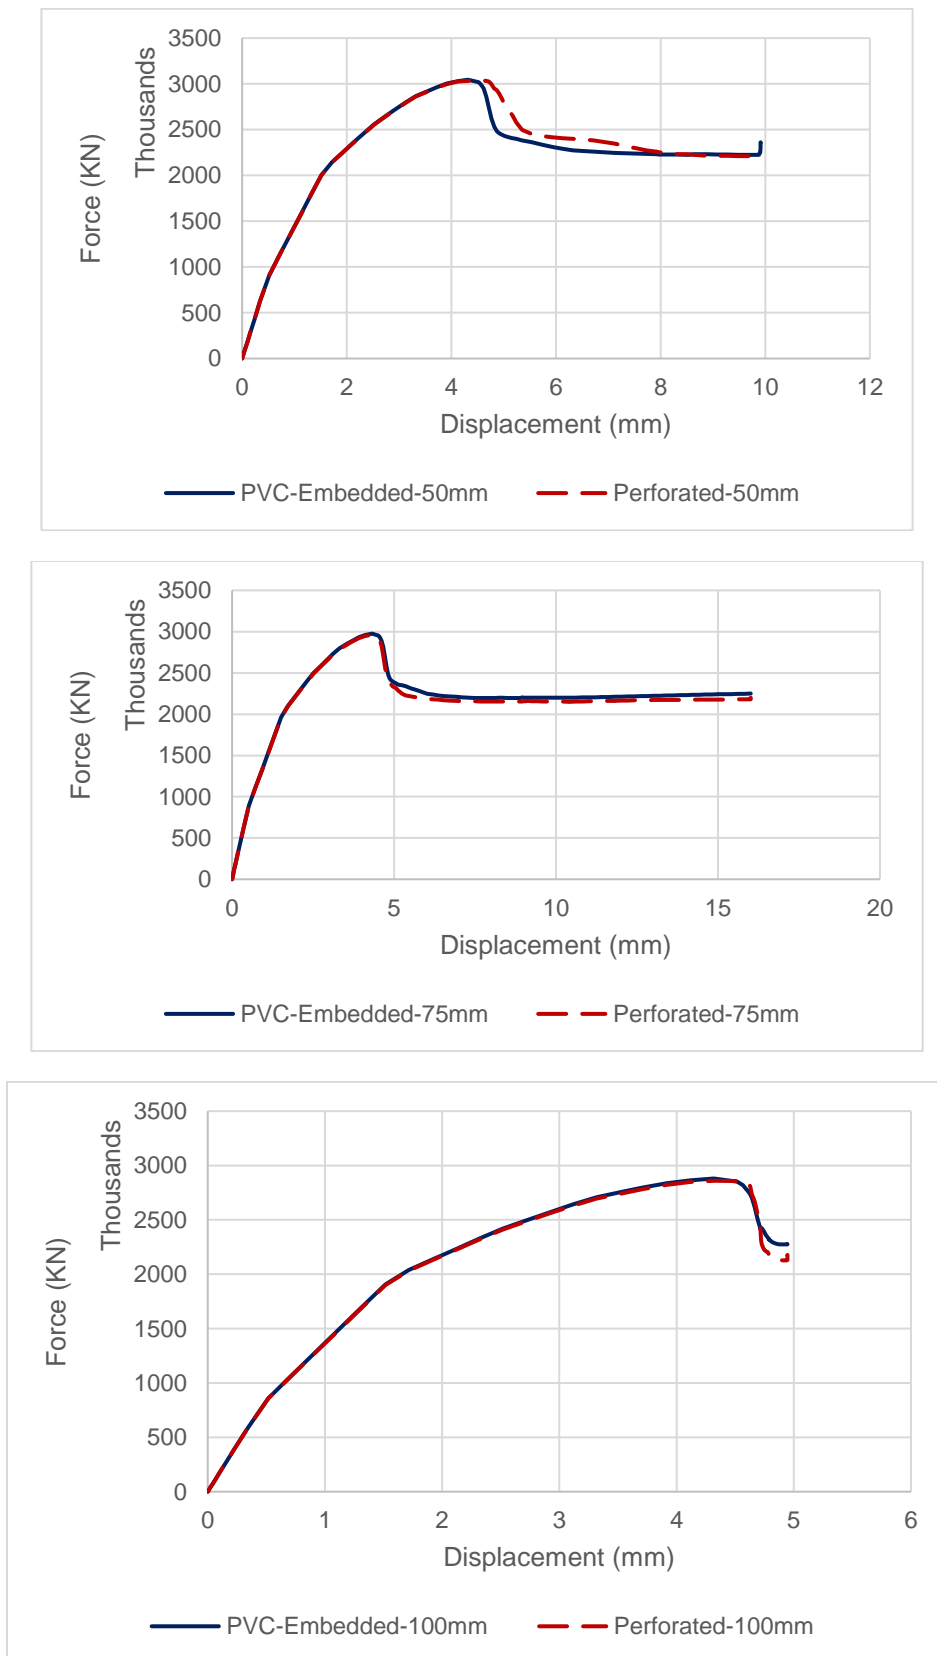 3500
3000
2500
2000
1500
1000
500
0
Thousands
Force (KN)
0 2 4 6 8 10 12
Displacement (mm)
PVC-Embedded-50mm Perforated-50mm
3500
3000
2500
2000
1500
1000
500
0
Thousands
Force (KN)
0 5 10 15 20
Displacement (mm)
PVC-Embedded-75mm Perforated-75mm
3500
3000
2500
2000
1500
1000
500
0
Thousands
Force (KN)
0 1 2 3 4 5 6
Displacement (mm)
PVC-Embedded-100mm Perforated-100mm